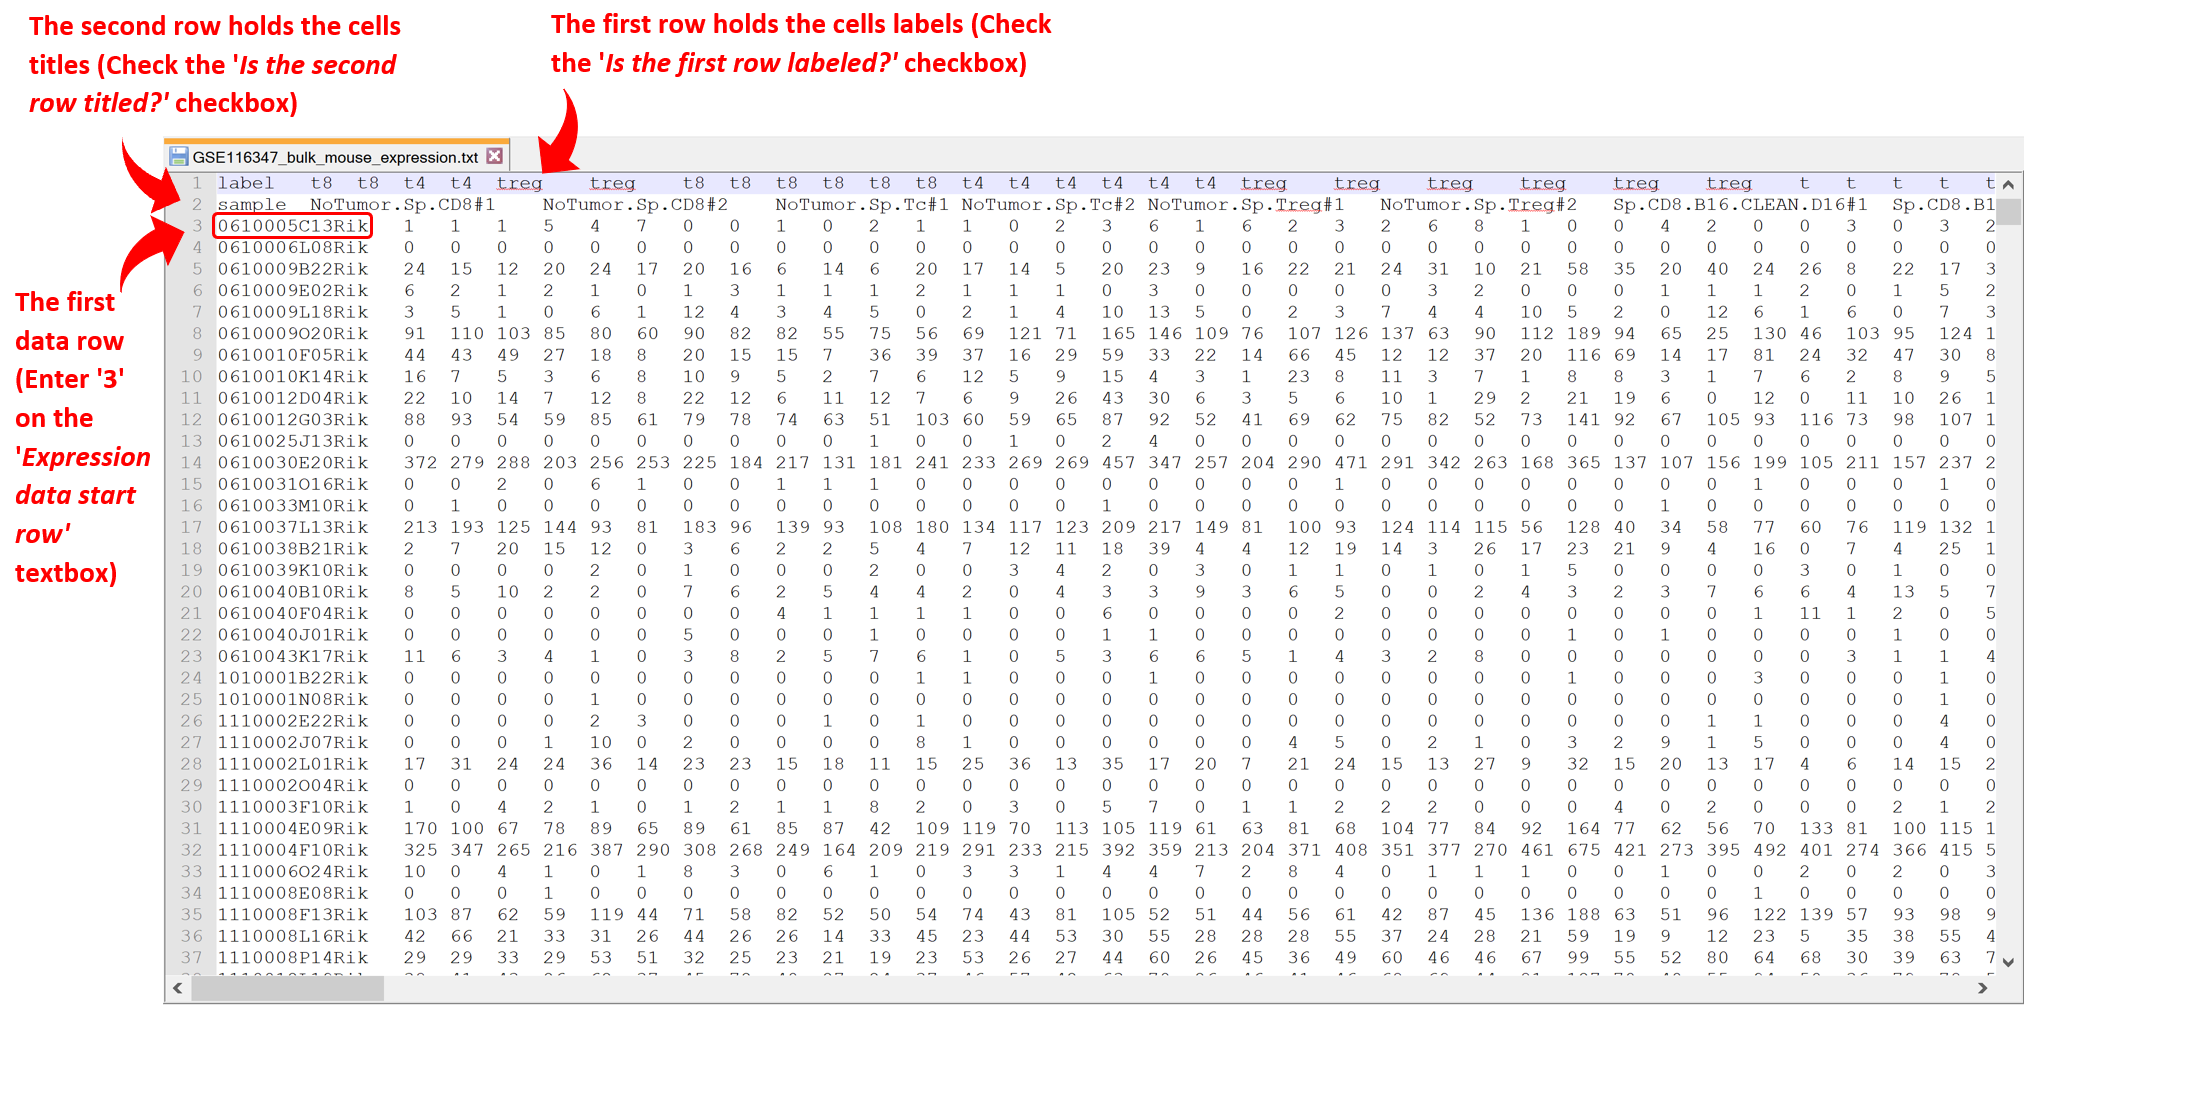 The second row holds the cells
titles (Check the 'Is the second
row titled?' checkbox)
The first row holds the cells labels (Check
the 'Is the first row labeled?' checkbox)
The first
data row
(Enter '3'
on the
'Expression
data start
row'
textbox)
GSE116347_bulk_mouse_expression.txt
1 label t8 t8 t4 t4 treg treg t8 t8 t8 t8 t8 t8 t4 t4 t4 t4 t4 t4 treg treg treg treg treg treg t t t t t
2 sample NoTumor.Sp.CD8#1 NoTumor.Sp.CD8#2 NoTumor.Sp.Tc#1 NoTumor.Sp.Tc#2 NoTumor.Sp.Treg#1 NoTumor.Sp.Treg#2 Sp.CD8.B16.CLEAN.D16#1 Sp.CD8.B1
3 0610005C13Rik 1 1 1 5 4 7 0 0 1 0 2 1 1 0 2 3 6 1 6 2 3 2 6 8 1 0 0 4 2 0 0 3 0 3 2
4 0610006L08Rik 0 0 0 0 0 0 0 0 0 0 0 0 0 0 0 0 0 0 0 0 0 0 0 0 0 0 0 0 0 0 0 0 0 0 0
5 0610009B22Rik 24 15 12 20 24 17 20 16 6 14 6 20 17 14 5 20 23 9 16 22 21 24 31 10 21 58 35 20 40 24 26 8 22 17 3
6 0610009E02Rik 6 2 1 2 1 0 1 3 1 1 1 2 1 1 1 0 3 0 0 0 0 0 3 2 0 0 0 1 1 1 2 0 1 5 2
7 0610009L18Rik 3 5 1 0 6 1 12 4 3 4 5 0 2 1 4 10 13 5 0 2 3 7 4 4 10 5 2 0 12 6 1 6 0 7 3
8 0610009O20Rik 91 110 103 85 80 60 90 82 82 55 75 56 69 121 71 165 146 109 76 107 126 137 63 90 112 189 94 65 25 130 46 103 95 124 1
9 0610010F05Rik 44 43 49 27 18 8 20 15 15 7 36 39 37 16 29 59 33 22 14 66 45 12 12 37 20 116 69 14 17 81 24 32 47 30 8
10 0610010K14Rik 16 7 5 3 6 8 10 9 5 2 7 6 12 5 9 15 4 3 1 23 8 11 3 7 1 8 8 3 1 7 6 2 8 9 5
11 0610012D04Rik 22 10 14 7 12 8 22 12 6 11 12 7 6 9 26 43 30 6 3 5 6 10 1 29 2 21 19 6 0 12 0 11 10 26 1
12 0610012G03Rik 88 93 54 59 85 61 79 78 74 63 51 103 60 59 65 87 92 52 41 69 62 75 82 52 73 141 92 67 105 93 116 73 98 107 1
13 0610025J13Rik 0 0 0 0 0 0 0 0 0 0 1 0 0 1 0 2 4 0 0 0 0 0 0 0 0 0 0 0 0 0 0 0 0 0 0
14 0610030E20Rik 372 279 288 203 256 253 225 184 217 131 181 241 233 269 269 457 347 257 204 290 471 291 342 263 168 365 137 107 156 199 105 211 157 237 2
15 0610031O16Rik 0 0 2 0 6 1 0 0 1 1 1 0 0 0 0 0 0 0 0 0 1 0 0 0 0 0 0 0 0 1 0 0 0 1 0
16 0610033M10Rik 0 1 0 0 0 0 0 0 0 0 0 0 0 0 0 1 0 0 0 0 0 0 0 0 0 0 0 1 0 0 0 0 0 0 0
17 0610037L13Rik 213 193 125 144 93 81 183 96 139 93 108 180 134 117 123 209 217 149 81 100 93 124 114 115 56 128 40 34 58 77 60 76 119 132 1
18 0610038B21Rik 2 7 20 15 12 0 3 6 2 2 5 4 7 12 11 18 39 4 4 12 19 14 3 26 17 23 21 9 4 16 0 7 4 25 1
19 0610039K10Rik 0 0 0 0 2 0 1 0 0 0 2 0 0 3 4 2 0 3 0 1 1 0 1 0 1 5 0 0 0 0 3 0 1 0 0
20 0610040B10Rik 8 5 10 2 2 0 7 6 2 5 4 4 2 0 4 3 3 9 3 6 5 0 0 2 4 3 2 3 7 6 6 4 13 5 7
21 0610040F04Rik 0 0 0 0 0 0 0 0 4 1 1 1 1 0 0 6 0 0 0 0 2 0 0 0 0 0 0 0 0 1 11 1 2 0 5
22 0610040J01Rik 0 0 0 0 0 0 5 0 0 0 1 0 0 0 0 1 1 0 0 0 0 0 0 0 0 1 0 1 0 0 0 0 1 0 0
23 0610043K17Rik 11 6 3 4 1 0 3 8 2 5 7 6 1 0 5 3 6 6 5 1 4 3 2 8 0 0 0 0 0 0 0 3 1 1 4
24 1010001B22Rik 0 0 0 0 0 0 0 0 0 0 0 1 1 0 0 0 1 0 0 0 0 0 0 0 0 1 0 0 0 3 0 0 0 1 0
25 1010001N08Rik 0 0 0 0 1 0 0 0 0 0 0 0 0 0 0 0 0 0 0 0 0 0 0 0 0 0 0 0 0 0 0 0 0 1 0
26 1110002E22Rik 0 0 0 0 2 3 0 0 0 1 0 1 0 0 0 0 0 0 0 0 0 0 0 0 0 0 0 0 1 1 0 0 0 4 0
27 1110002J07Rik 0 0 0 1 10 0 2 0 0 0 0 8 1 0 0 0 0 0 0 4 5 0 2 1 0 3 2 9 1 5 0 0 0 4 0
28 1110002L01Rik 17 31 24 24 36 14 23 23 15 18 11 15 25 36 13 35 17 20 7 21 24 15 13 27 9 32 15 20 13 17 4 6 14 15 2
29 1110002O04Rik 0 0 0 0 0 0 0 0 0 0 0 0 0 0 0 0 0 0 0 0 0 0 0 0 0 0 0 0 0 0 0 0 0 0 0
30 1110003F10Rik 1 0 4 2 1 0 1 2 1 1 8 2 0 3 0 5 7 0 1 1 2 2 2 0 0 0 4 0 2 0 0 0 2 1 2
31 1110004E09Rik 170 100 67 78 89 65 89 61 85 87 42 109 119 70 113 105 119 61 63 81 68 104 77 84 92 164 77 62 56 70 133 81 100 115 1
32 1110004F10Rik 325 347 265 216 387 290 308 268 249 164 209 219 291 233 215 392 359 213 204 371 408 351 377 270 461 675 421 273 395 492 401 274 366 415 5
33 1110006O24Rik 10 0 4 1 0 1 8 3 0 6 1 0 3 3 1 4 4 7 2 8 4 0 1 1 1 0 0 1 0 0 2 0 2 0 3
34 1110008E08Rik 0 0 0 1 0 0 0 0 0 0 0 0 0 0 0 0 0 0 0 0 0 0 0 0 0 0 0 0 0 1 0 0 0 0 0
35 1110008F13Rik 103 87 62 59 119 44 71 58 82 52 50 54 74 43 81 105 52 51 44 56 61 42 87 45 136 188 63 51 96 122 139 57 93 98 9
36 1110008L16Rik 42 66 21 33 31 26 44 26 26 14 33 45 23 44 53 30 55 28 28 28 55 37 24 28 21 59 19 9 12 23 5 35 38 55 4
37 1110008P14Rik 29 29 33 29 53 51 32 25 23 21 19 23 53 26 27 44 60 26 45 36 49 60 46 46 67 99 55 52 80 64 68 30 39 63 7